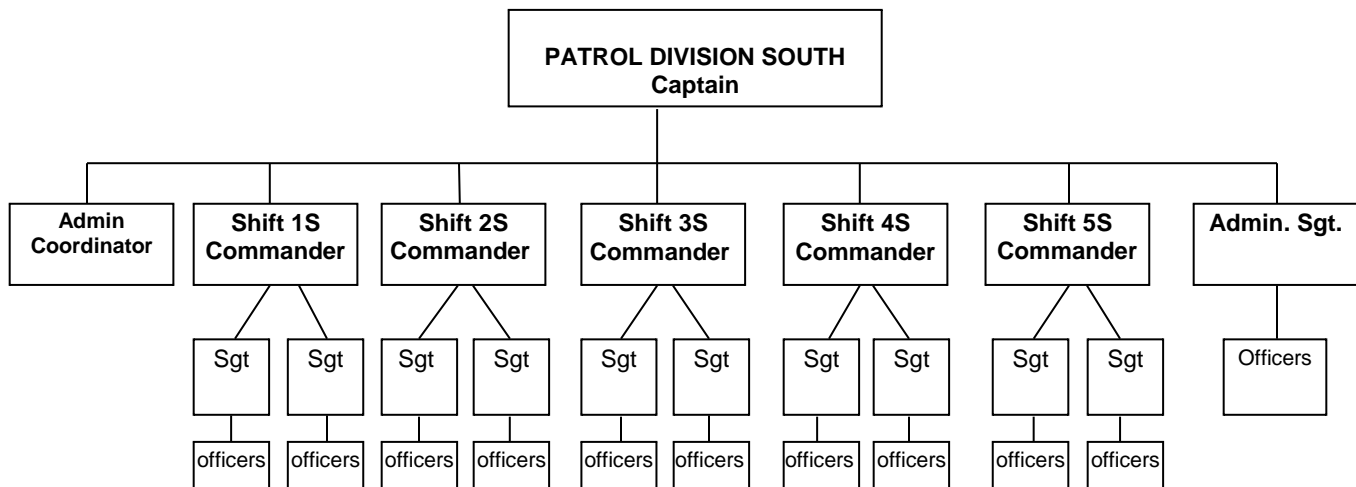 PATROL DIVISION SOUTH
Captain
Admin
Coordinator
Shift 1S
Commander
Shift 2S
Commander
Shift 3S
Commander
Shift 4S
Commander
Shift 5S
Commander
Admin. Sgt.
Sgt
Sgt
Sgt
Sgt
Sgt
Sgt
Sgt
Sgt
Sgt
Sgt
Officers
officers
officers
officers
officers
officers
officers
officers
officers
officers
officers